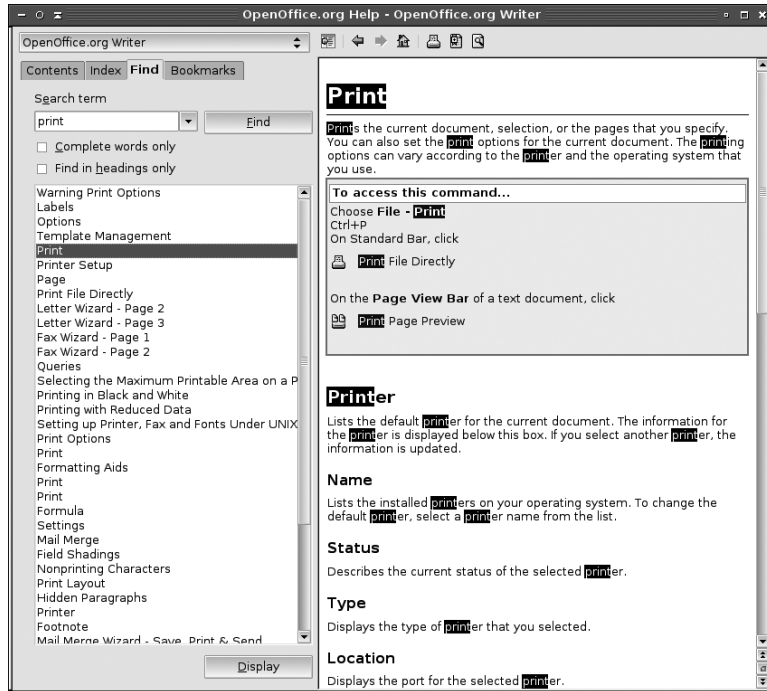 OpenOffice.org Help - OpenOffice.org Writer
OpenOffice.org Writer
Contents Index Find Bookmarks
Search term
print
Find
Complete words only
Find in headings only
Warning Print Options
Labels
Options
Template Management
Print
Printer Setup
Page
Print File Directly
Letter Wizard - Page 2
Letter Wizard - Page 3
Fax Wizard - Page 1
Fax Wizard - Page 2
Queries
Selecting the Maximum Printable Area on a P
Printing in Black and White
Printing with Reduced Data
Setting up Printer, Fax and Fonts Under UNIX
Print Options
Print
Formatting Aids
Print
Print
Formula
Settings
Mail Merge
Field Shadings
Nonprinting Characters
Print Layout
Hidden Paragraphs
Printer
Footnote
Mail Merge Wizard - Save, Print & Send
Display
Print
Prints the current document, selection, or the pages that you specify.
You can also set the print options for the current document. The printing
options can vary according to the printer and the operating system that
you use.
To access this command...
Choose File - Print
Ctrl+P
On Standard Bar, click
Print File Directly
On the Page View Bar of a text document, click
Print Page Preview
Printer
Lists the default printer for the current document. The information for
the printer is displayed below this box. If you select another printer, the
information is updated.
Name
Lists the installed printers on your operating system. To change the
default printer, select a printer name from the list.
Status
Describes the current status of the selected printer.
Type
Displays the type of printer that you selected.
Location
Displays the port for the selected printer.